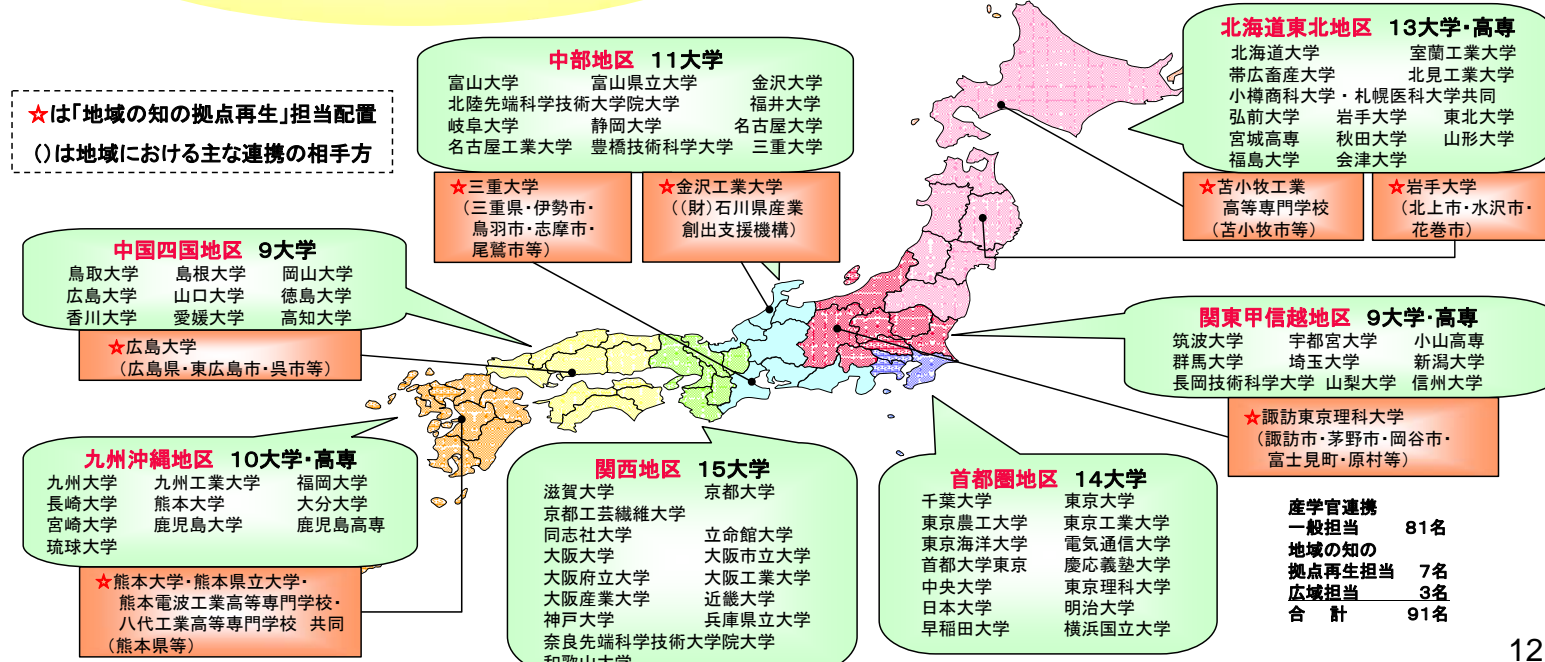 ☆は「地域の知の拠点再生」担当配置
()は地域における主な連携の相手方
中部地区 11大学
富山大学 富山県立大学 金沢大学
北陸先端科学技術大学院大学 福井大学
岐阜大学 静岡大学 名古屋大学
名古屋工業大学 豊橋技術科学大学 三重大学
☆三重大学
(三重県・伊勢市・
鳥羽市・志摩市・
尾鷲市等)
☆金沢工業大学
((財)石川県産業
創出支援機構)
北海道東北地区 13大学・高専
北海道大学 室蘭工業大学
帯広畜産大学 北見工業大学
小樽商科大学・札幌医科大学共同
弘前大学 岩手大学 東北大学
宮城高専 秋田大学 山形大学
福島大学 会津大学
☆苫小牧工業
高等専門学校
(苫小牧市等)
☆岩手大学
(北上市・水沢市・
花巻市)
中国四国地区 9大学
鳥取大学 島根大学 岡山大学
広島大学 山口大学 徳島大学
香川大学 愛媛大学 高知大学
☆広島大学
(広島県・東広島市・呉市等)
関東甲信越地区 9大学・高専
筑波大学 宇都宮大学 小山高専
群馬大学 埼玉大学 新潟大学
長岡技術科学大学 山梨大学 信州大学
☆諏訪東京理科大学
(諏訪市・茅野市・岡谷市・
富士見町・原村等)
九州沖縄地区 10大学・高専
九州大学 九州工業大学 福岡大学
長崎大学 熊本大学 大分大学
宮崎大学 鹿児島大学 鹿児島高専
琉球大学
☆熊本大学・熊本県立大学・
熊本電波工業高等専門学校・
八代工業高等専門学校 共同
(熊本県等)
関西地区 15大学
滋賀大学 京都大学
京都工芸繊維大学
同志社大学 立命館大学
大阪大学 大阪市立大学
大阪府立大学 大阪工業大学
大阪産業大学 近畿大学
神戸大学 兵庫県立大学
奈良先端科学技術大学院大学
和歌山大学
首都圏地区 14大学
千葉大学 東京大学
東京農工大学 東京工業大学
東京海洋大学 電気通信大学
首都大学東京 慶応義塾大学
中央大学 東京理科大学
日本大学 明治大学
早稲田大学 横浜国立大学
産学官連携
一般担当 81名
地域の知の
拠点再生担当 7名
広域担当 3名
合 計 91名
12